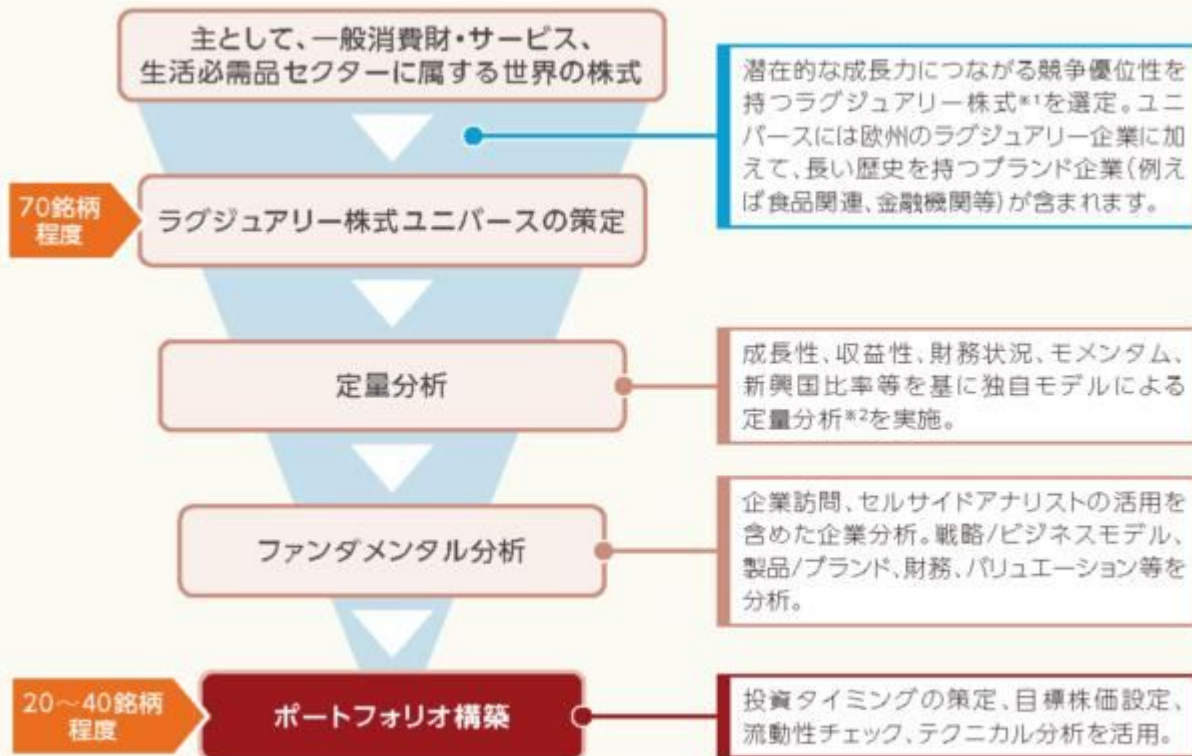 主として、一般消費財・サービス、
生活必需品セクターに属する世界の株式
潜在的な成長力につながる競争優位性を
持つラグジュアリー株式※1を選定。ユニ
バースには欧州のラグジュアリー企業に加
えて、長い歴史を持つブランド企業(例え
ば食品関連、金融機関等)が含まれます。
70銘柄
程度
ラグジュアリー株式ユニバースの策定
定量分析
成長性、収益性、財務状況、モメンタム、
新興国比率等を基に独自モデルによる
定量分析※2を実施。
ファンダメンタル分析
企業訪問、セルサイドアナリストの活用を
含めた企業分析。戦略/ビジネスモデル、
製品/ブランド、財務、バリュエーション等を
分析。
20～40銘柄
程度
ポートフォリオ構築
投資タイミングの策定、目標株価設定、
流動性チェック、テクニカル分析を活用。